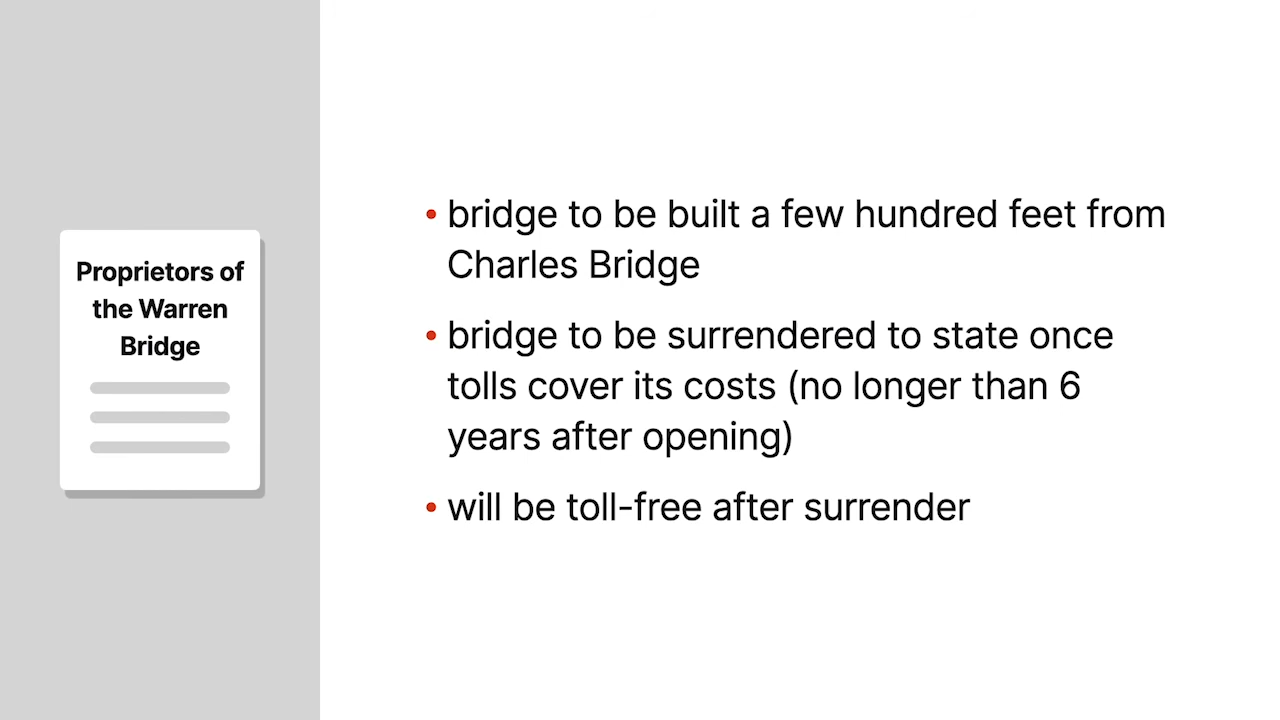 Proprietors of
the Warren
Bridge
• bridge to be built a few hundred feet from
Charles Bridge
• bridge to be surrendered to state once
tolls cover its costs (no longer than 6
years after opening)
• will be toll-free after surrender